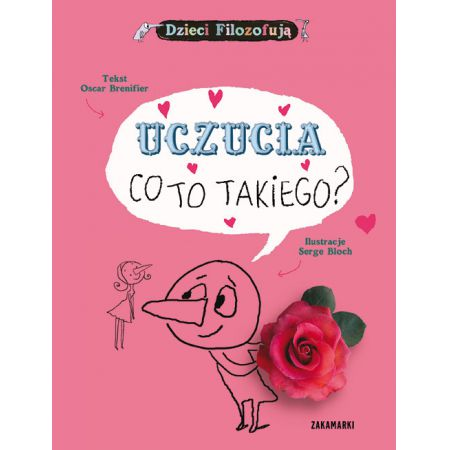 Dzieci Filozofują
Tekst
Oscar Brenifier
UCZUCIA
CO TO TAKIEGO?
Ilustracje
Serge Bloch
ZAKAMARKI